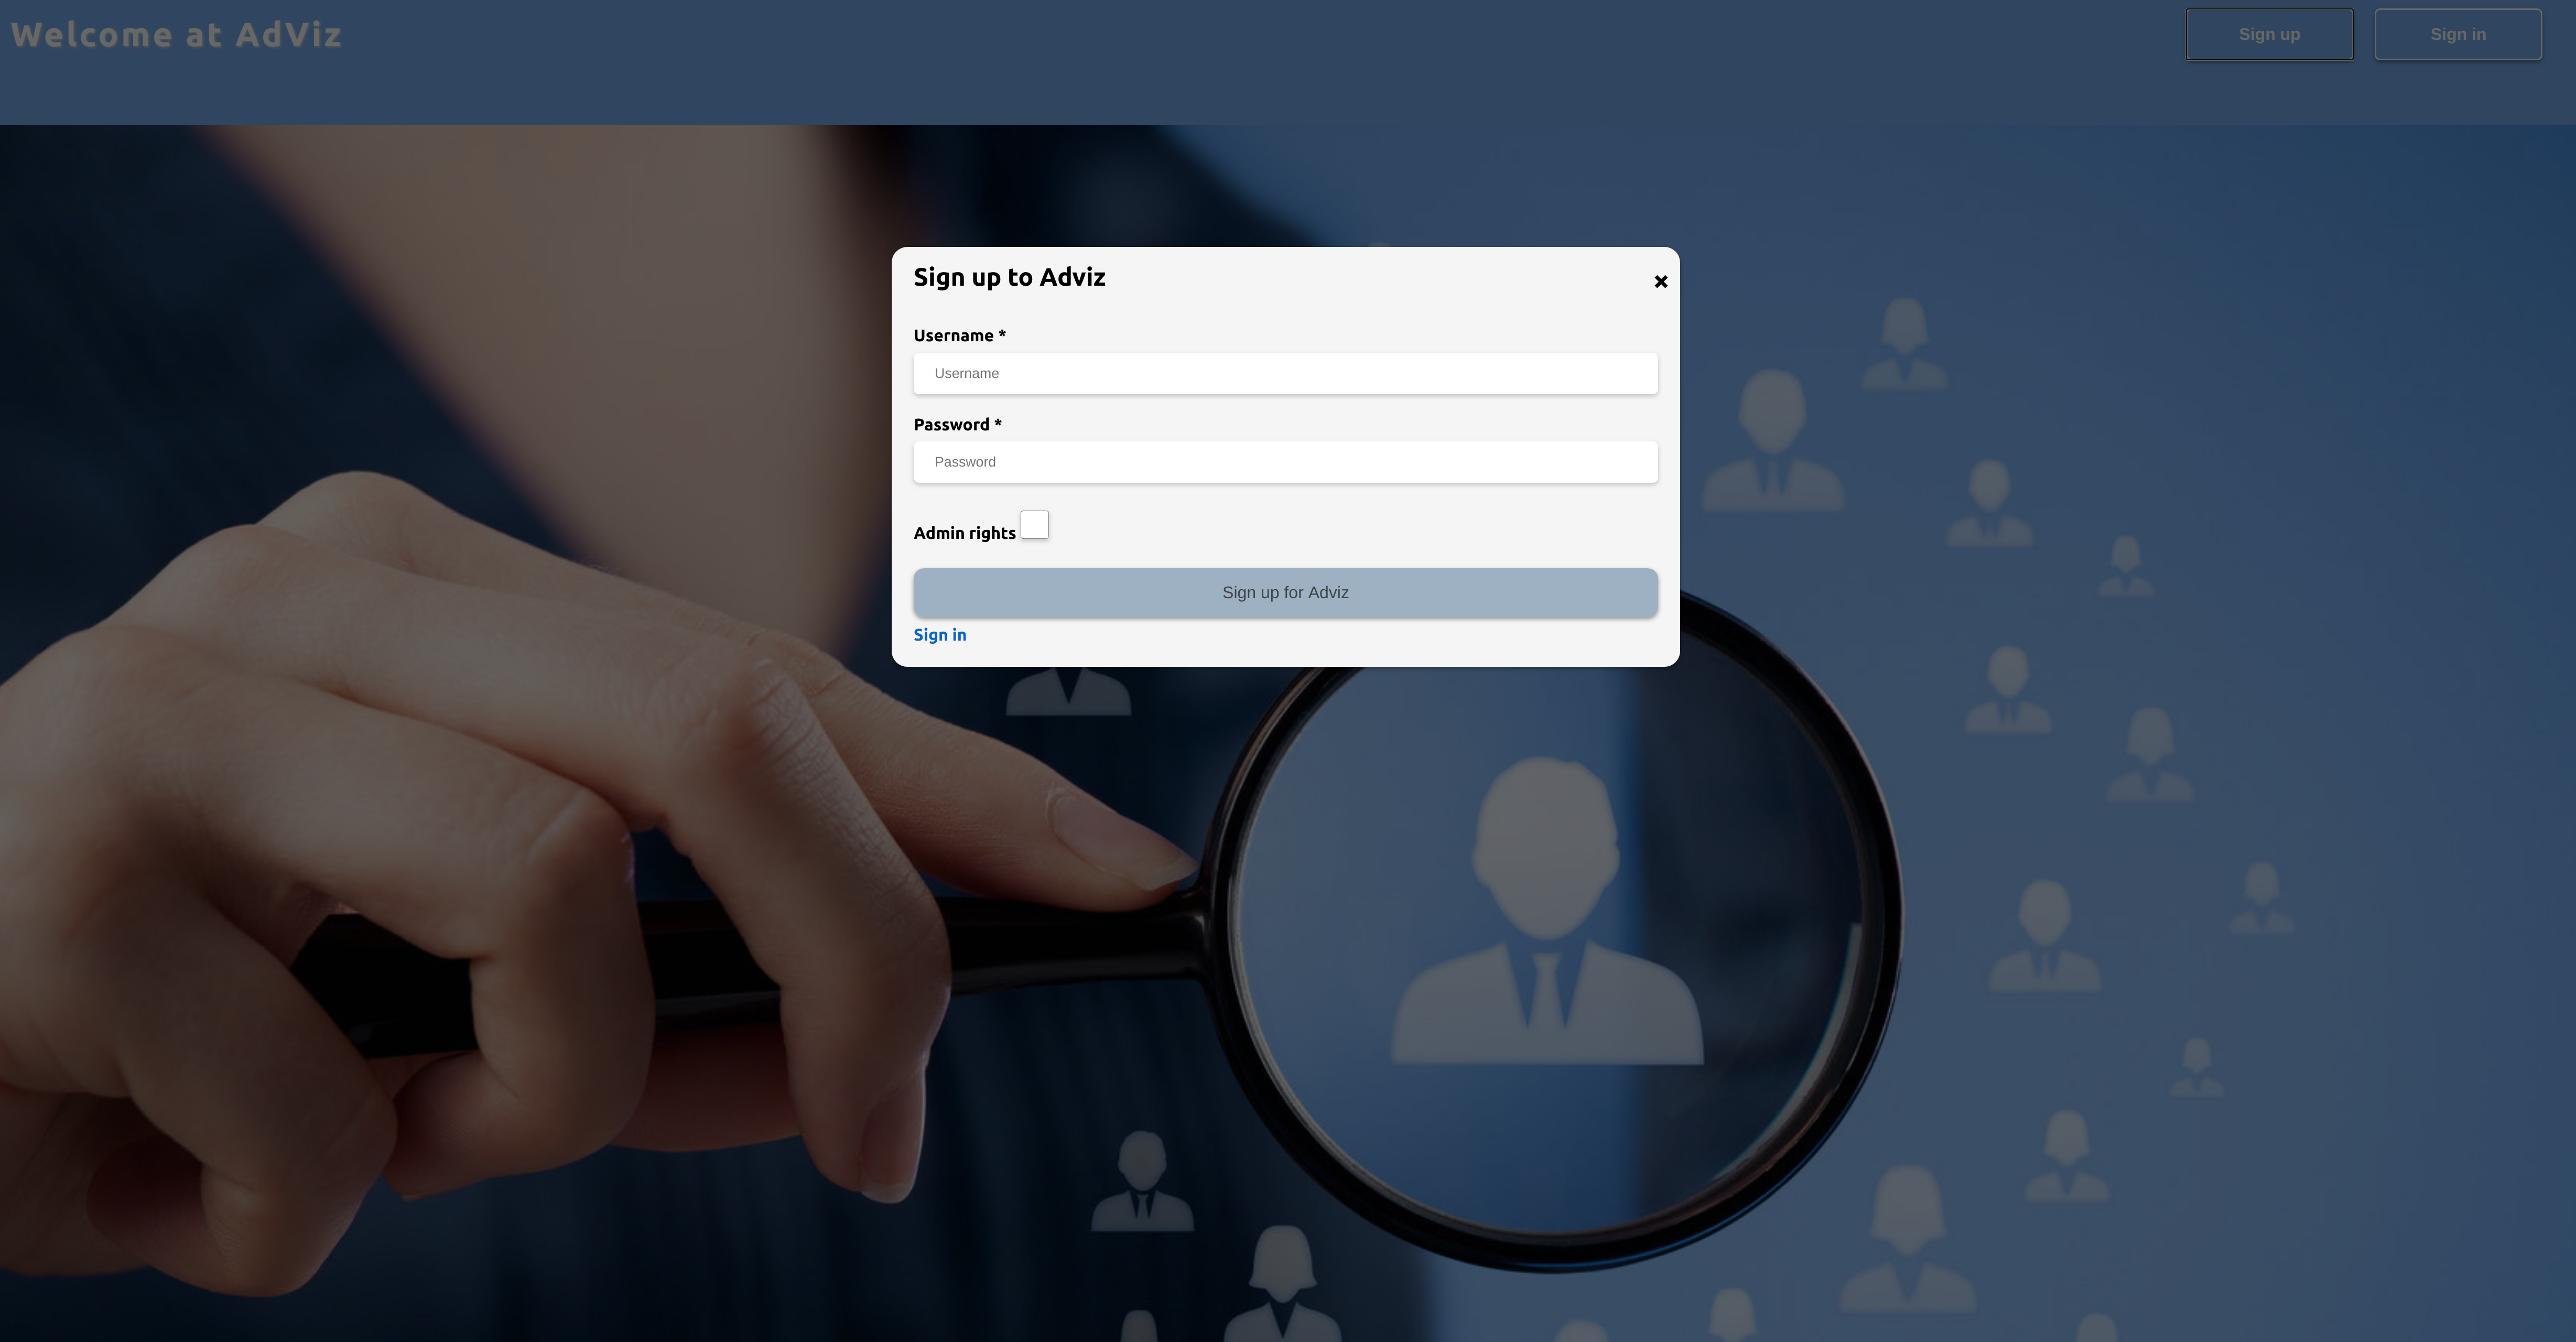 Welcome at AdViz
Sign up
Sign in
Sign up to Adviz
×
Username *
Username
Password *
Password
Admin rights
Sign up for Adviz
Sign in